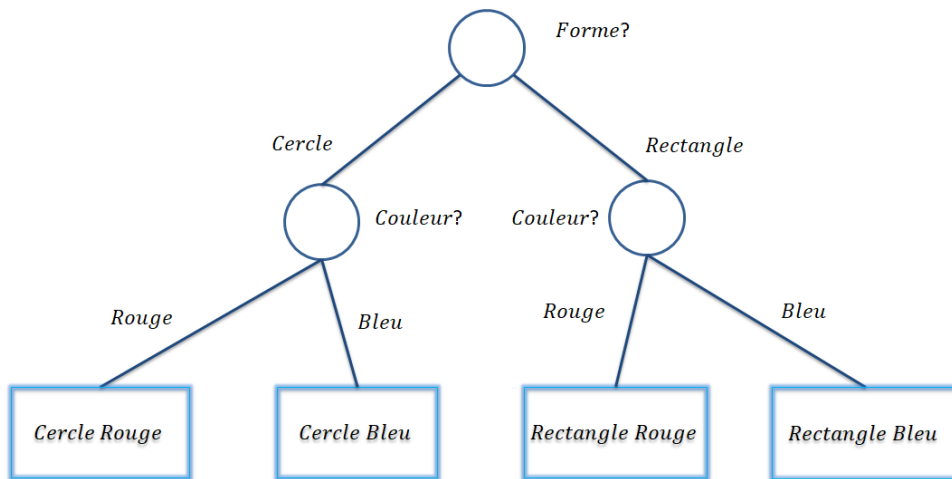 Forme?
Cercle
Rectangle
Couleur?
Couleur?
Rouge
Bleu
Rouge
Bleu
Cercle Rouge
Cercle Bleu
Rectangle Rouge
Rectangle Bleu